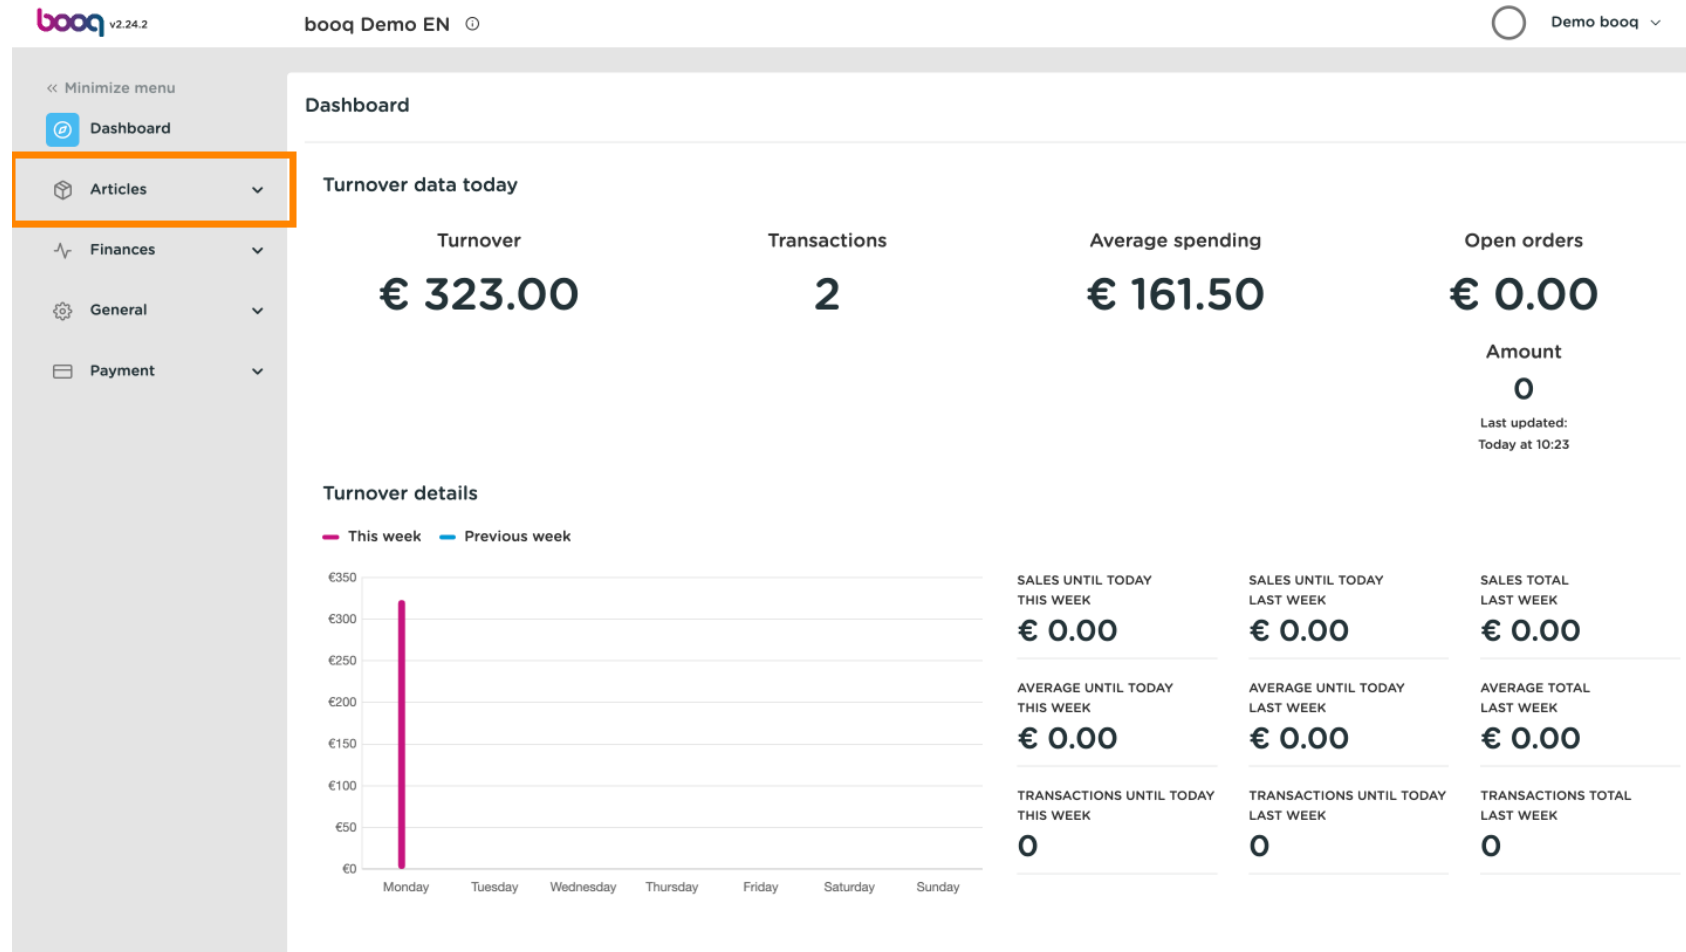 booq v2.24.2
booq Demo EN
Demo booq
« Minimize menu
Dashboard
Articles
Finances
General
Payment
Dashboard
Turnover data today
Turnover
€ 323.00
Transactions
2
Average spending
€ 161.50
Open orders
€ 0.00
Amount
0
Last updated:
Today at 10:23
Turnover details
This week
Previous week
€350
€300
€250
€200
€150
€100
€50
€0
Monday Tuesday Wednesday Thursday Friday Saturday Sunday
SALES UNTIL TODAY
THIS WEEK
€ 0.00
SALES UNTIL TODAY
LAST WEEK
€ 0.00
SALES TOTAL
LAST WEEK
€ 0.00
AVERAGE UNTIL TODAY
THIS WEEK
€ 0.00
AVERAGE UNTIL TODAY
LAST WEEK
€ 0.00
AVERAGE TOTAL
LAST WEEK
€ 0.00
TRANSACTIONS UNTIL TODAY
THIS WEEK
0
TRANSACTIONS UNTIL TODAY
LAST WEEK
0
TRANSACTIONS TOTAL
LAST WEEK
0